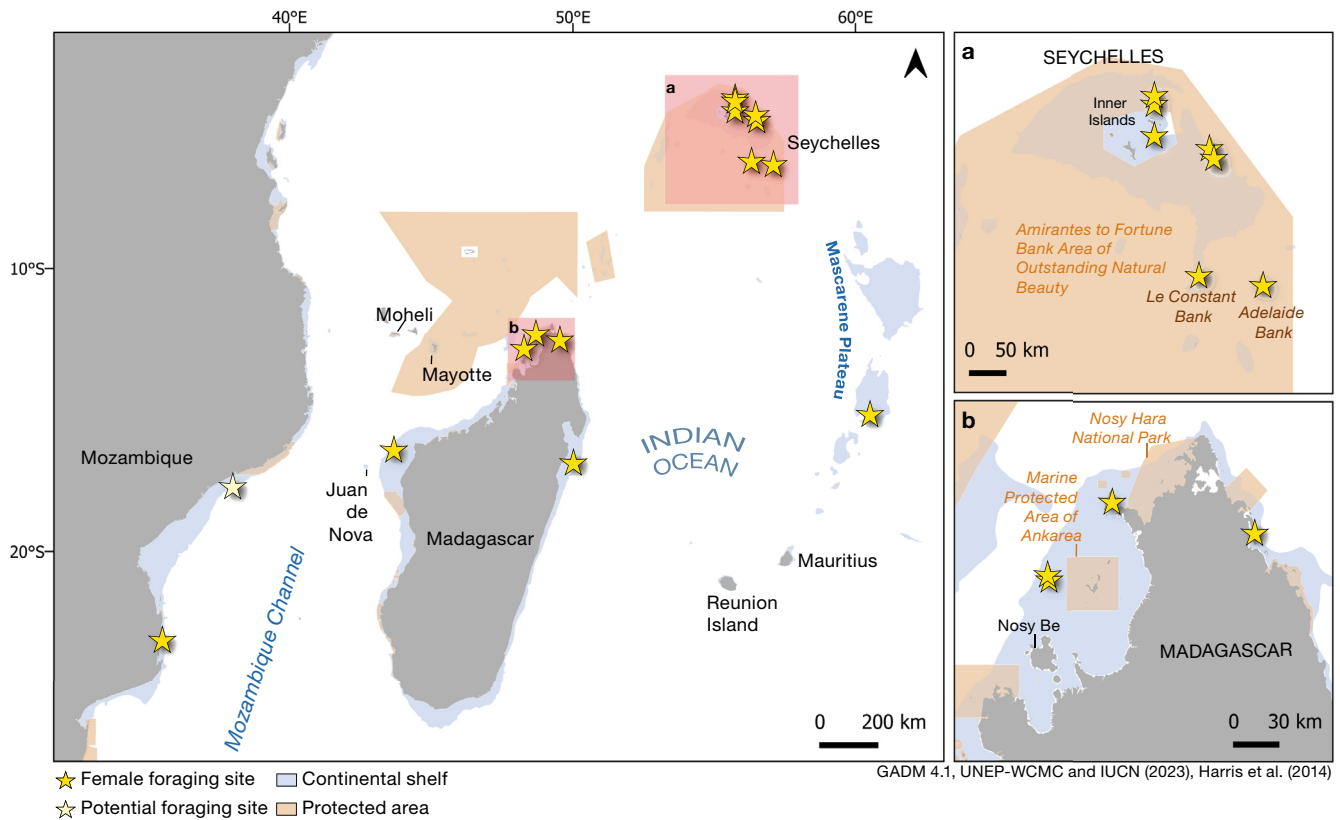 40°E
50°E
60°E
10°S
20°S
a
Seychelles
Moheli
b
Mayotte
Mascarene Plateau
Mozambique
INDIAN
OCEAN
Juan
de
Nova
Madagascar
Mauritius
Reunion
Island
Mozambique Channel
0 200 km
a
SEYCHELLES
Inner
Islands
Amirantes to Fortune
Bank Area of
Outstanding Natural
Beauty
Le Constant
Bank
Adelaide
Bank
0 50 km
b
Nosy Hara
National Park
Marine
Protected
Area of
Ankarea
Nosy Be
MADAGASCAR
0 30 km
GADM 4.1, UNEP-WCMC and IUCN (2023), Harris et al. (2014)
Female foraging site
Continental shelf
Potential foraging site
Protected area